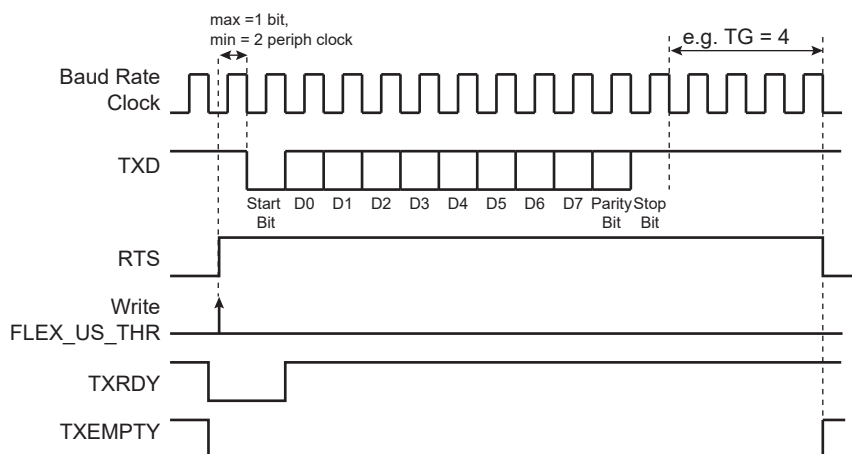 max =1 bit,
min = 2 periph clock
e.g. TG = 4
Baud Rate
Clock
TXD
Start
Bit
D0 D1 D2 D3 D4 D5 D6 D7
Parity
Bit
Stop
Bit
RTS
Write
FLEX_US_THR
TXRDY
TXEMPTY